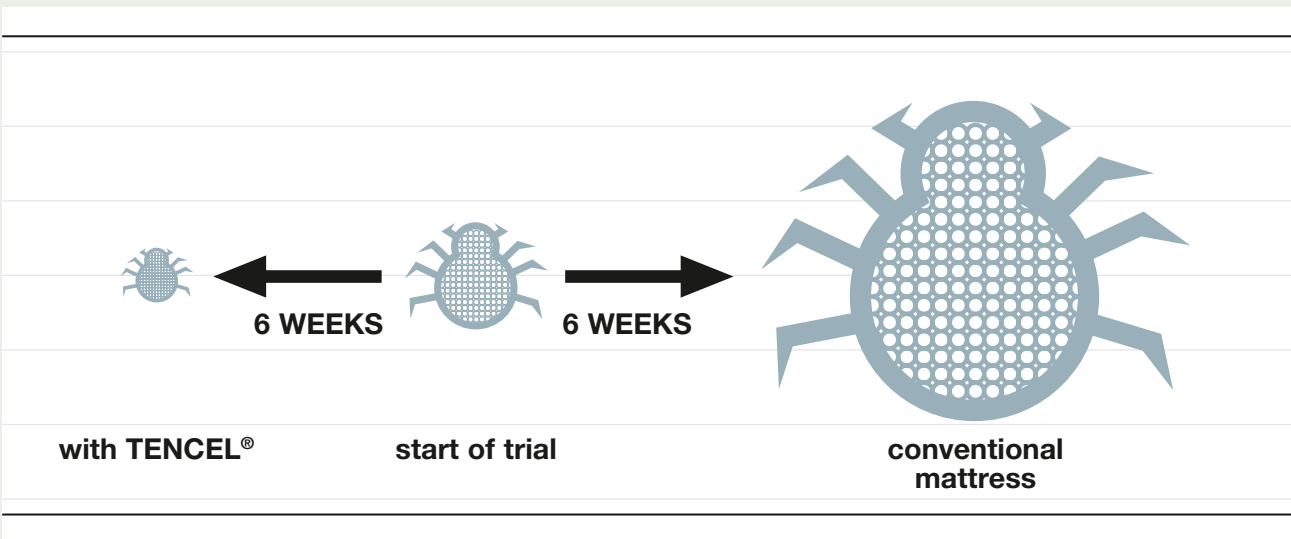 6 WEEKS
6 WEEKS
with TENCEL®
start of trial
conventional
mattress